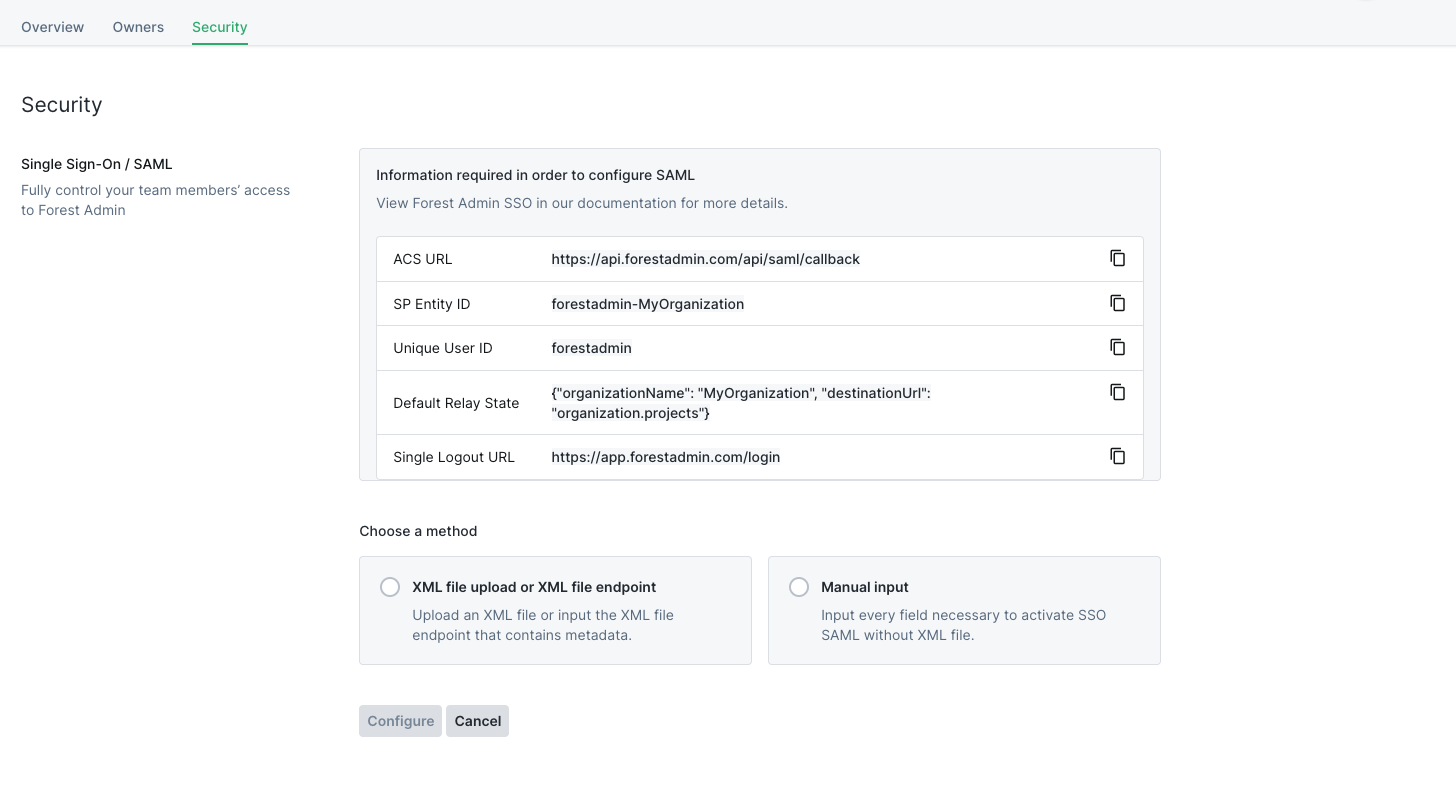 Overview Owners Security
Security
Single Sign-On / SAML
Fully control your team members’ access
to Forest Admin
Information required in order to configure SAML
View Forest Admin SSO in our documentation for more details.
ACS URL https://api.forestadmin.com/api/saml/callback
SP Entity ID forestadmin-MyOrganization
Unique User ID forestadmin
Default Relay State {"organizationName": "MyOrganization", "destinationUrl":
"organization.projects"}
Single Logout URL https://app.forestadmin.com/login
Choose a method
XML file upload or XML file endpoint
Upload an XML file or input the XML file
endpoint that contains metadata.
Manual input
Input every field necessary to activate SSO
SAML without XML file.
Configure Cancel